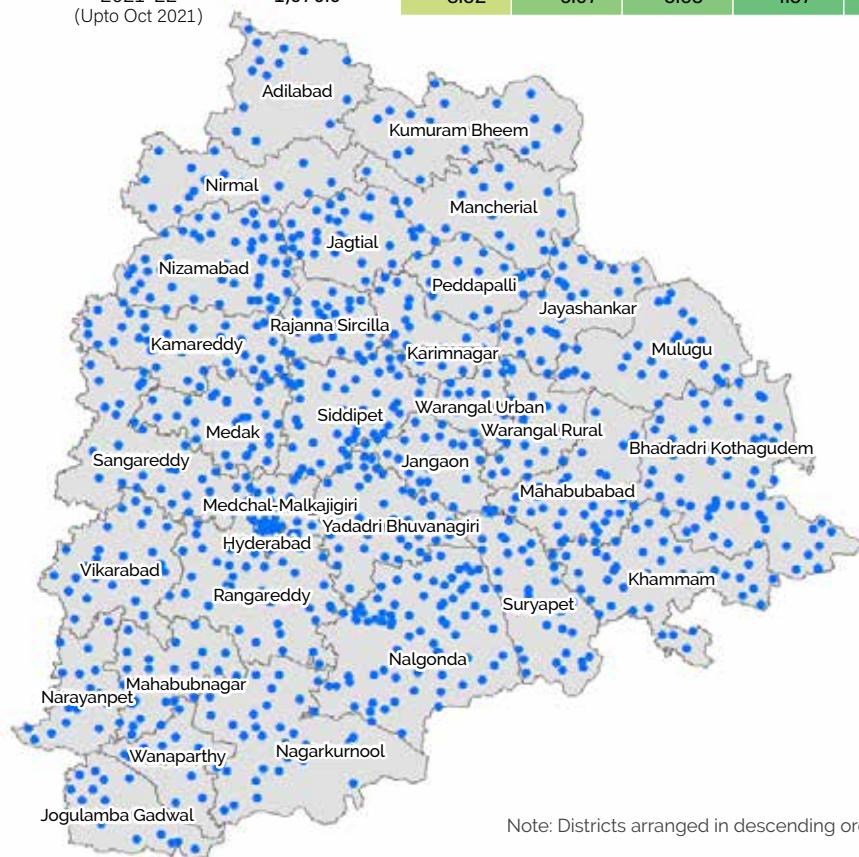 2021-22
(Upto Oct 2021)
Adilabad
Kumuram Bheem
Nirmal
Mancherial
Jagtial
Nizamabad
Peddapalli
Jayashankar
Rajanna Sircilla
Kamareddy
Karimnagar
Mulugu
Warangal Urban
Siddipet
Medak
Warangal Rural
Bhadradri Kothagudem
Sangareddy
Jangaon
Mahabubabad
Medchal-Malkajigiri
Yadadri Bhuvanagiri
Hyderabad
Vikarabad
Khammam
Rangareddy
Suryapet
Nalgonda
Mahabubnagar
Narayanpet
Nagarkurnool
Wanaparthy
Jogulamba Gadwal
Note: Districts arranged in descending